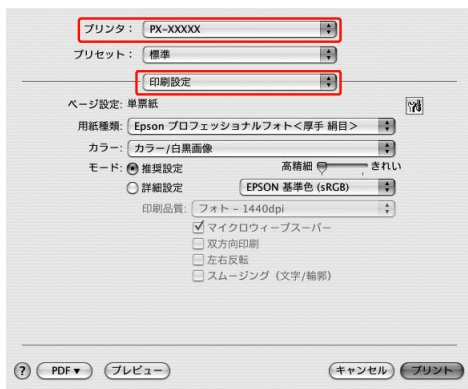 プリンタ： PX-XXXXX
プリセット： 標準
印刷設定
ページ設定: 単票紙
用紙種類: Epson プロフェッショナルフォト＜厚手 絹目＞
カラー: カラー/白黒画像
モード: 推奨設定 高精細 きれい
詳細設定 EPSON 基準色 (sRGB)
印刷品質: フォト – 1440dpi
マイクロウィーブスーパー
双方向印刷
左右反転
スムージング（文字/輪郭）
? PDF▼ プレビュー キャンセル プリント